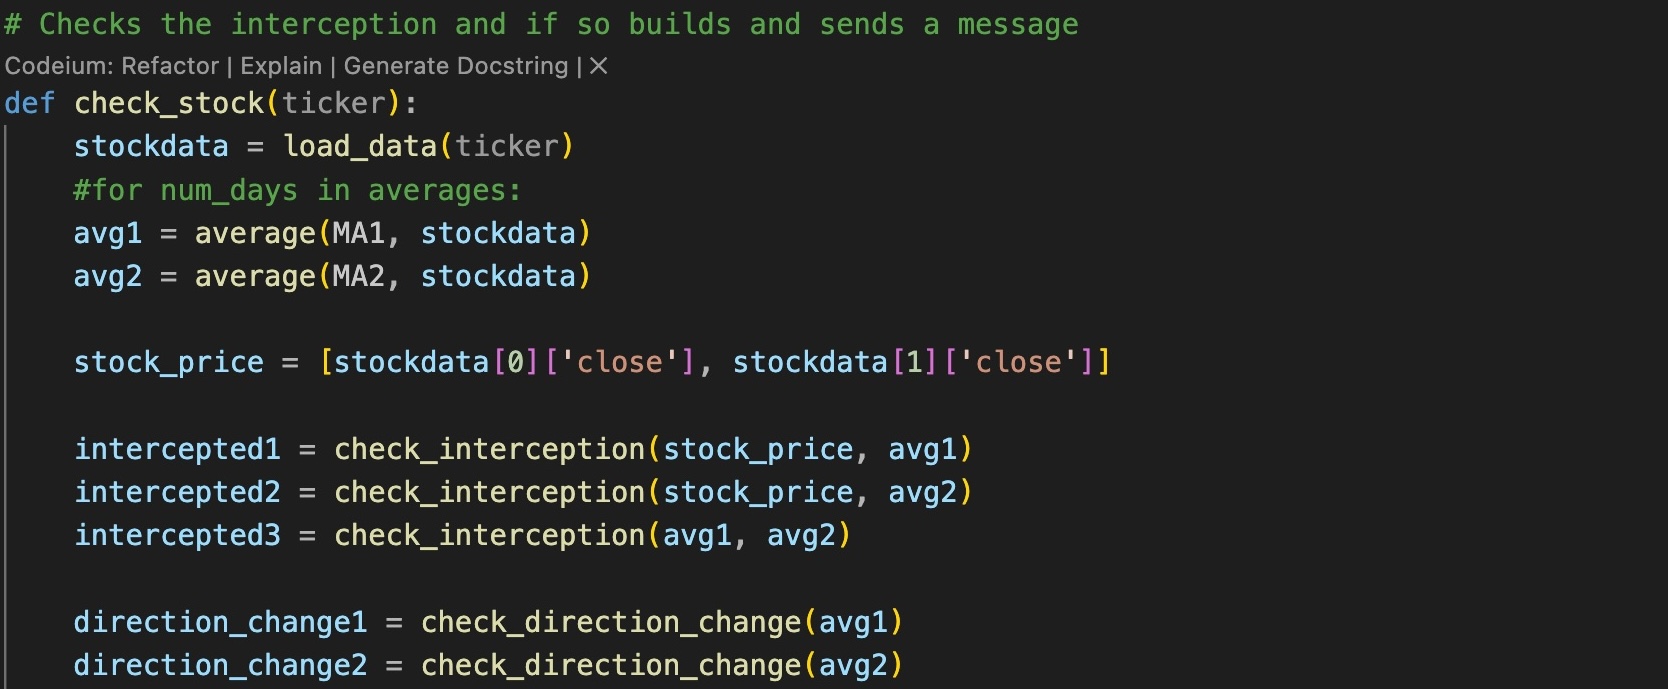 # Checks the interception and if so builds and sends a message
Codeium: Refactor | Explain | Generate Docstring | ×
def check_stock(ticker):
    stockdata = load_data(ticker)
    #for num_days in averages:
    avg1 = average(MA1, stockdata)
    avg2 = average(MA2, stockdata)

    stock_price = [stockdata[0]['close'], stockdata[1]['close']]

    intercepted1 = check_interception(stock_price, avg1)
    intercepted2 = check_interception(stock_price, avg2)
    intercepted3 = check_interception(avg1, avg2)

    direction_change1 = check_direction_change(avg1)
    direction_change2 = check_direction_change(avg2)